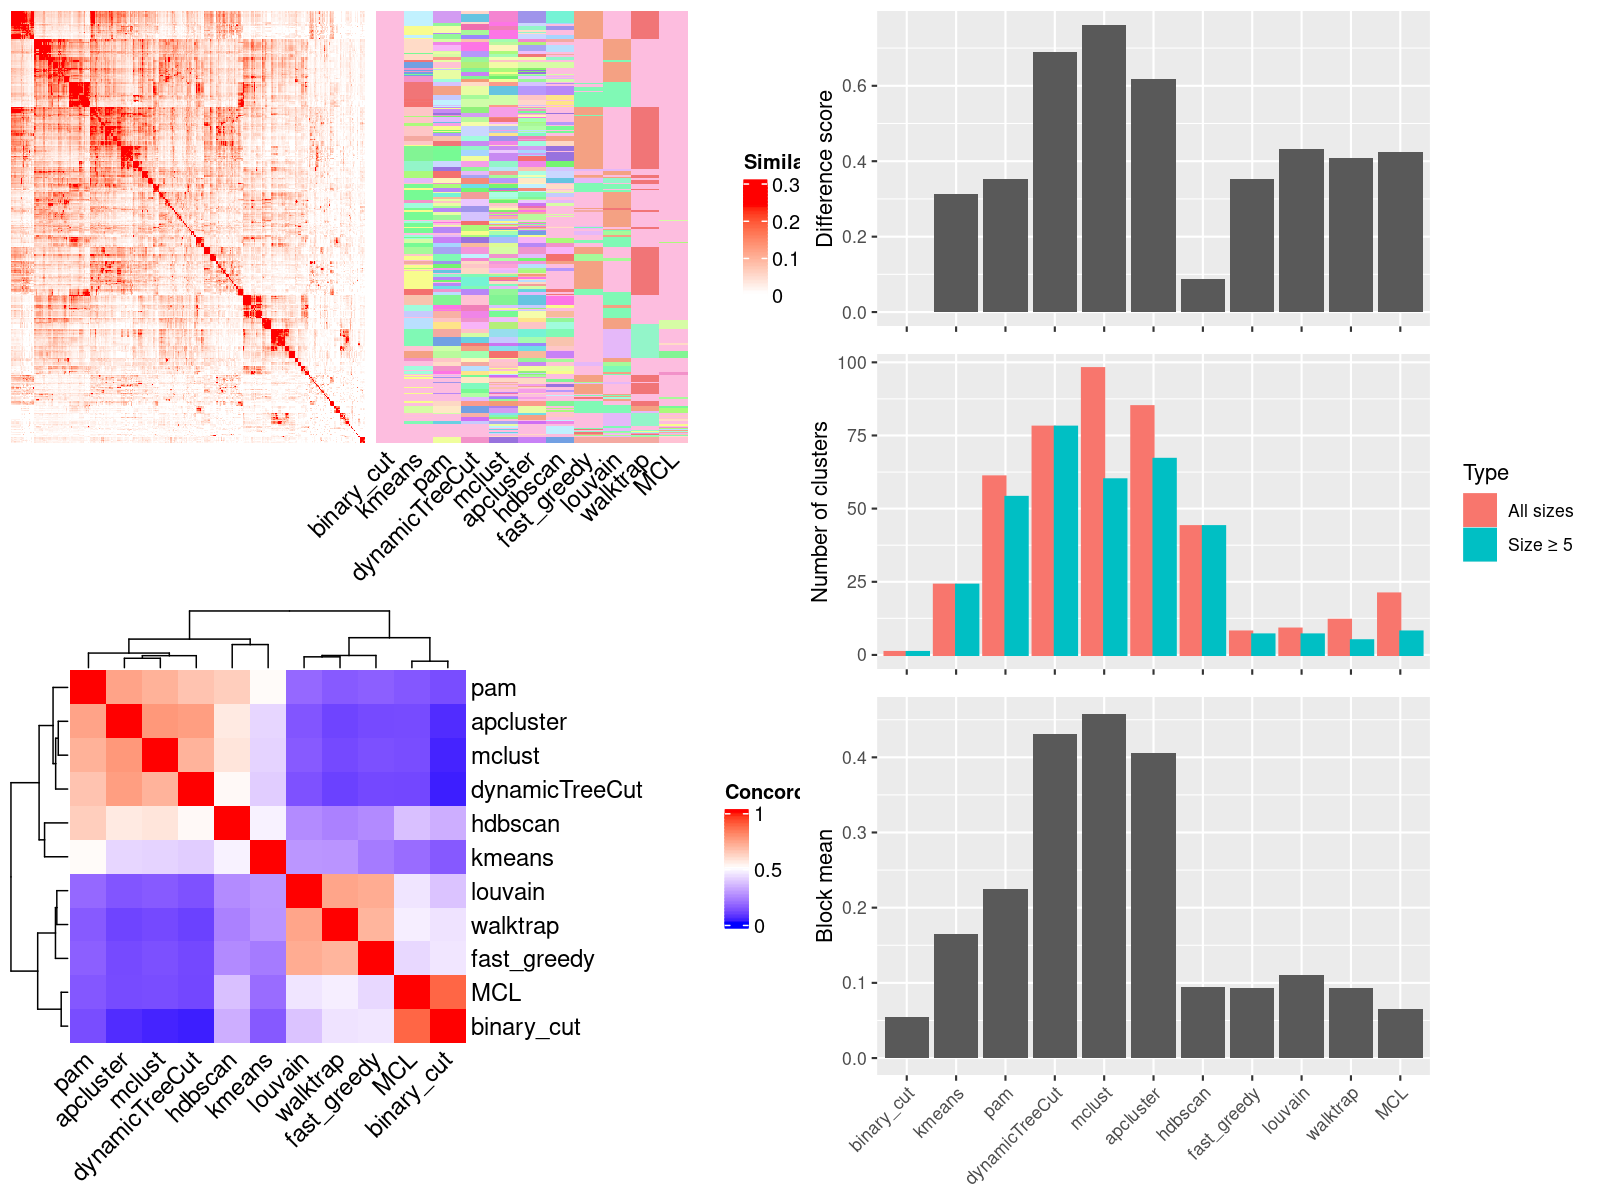 Simila
0.3
0.2
0.1
0
binary_cut
kmeans
pam
dynamicTreeCut
mclust
apcluster
hdbscan
fast_greedy
louvain
walktrap
MCL
pam
apcluster
mclust
dynamicTreeCut
hdbscan
kmeans
louvain
walktrap
fast_greedy
MCL
binary_cut
pam
apcluster
mclust
dynamicTreeCut
hdbscan
kmeans
louvain
walktrap
fast_greedy
MCL
binary_cut
Concord
1
0.5
0
Difference score
0.6
0.4
0.2
0.0
Number of clusters
100
75
50
25
0
Type
All sizes
Size ≥ 5
Block mean
0.4
0.3
0.2
0.1
0.0
binary_cut
kmeans
pam
dynamicTreeCut
mclust
apcluster
hdbscan
fast_greedy
louvain
walktrap
MCL